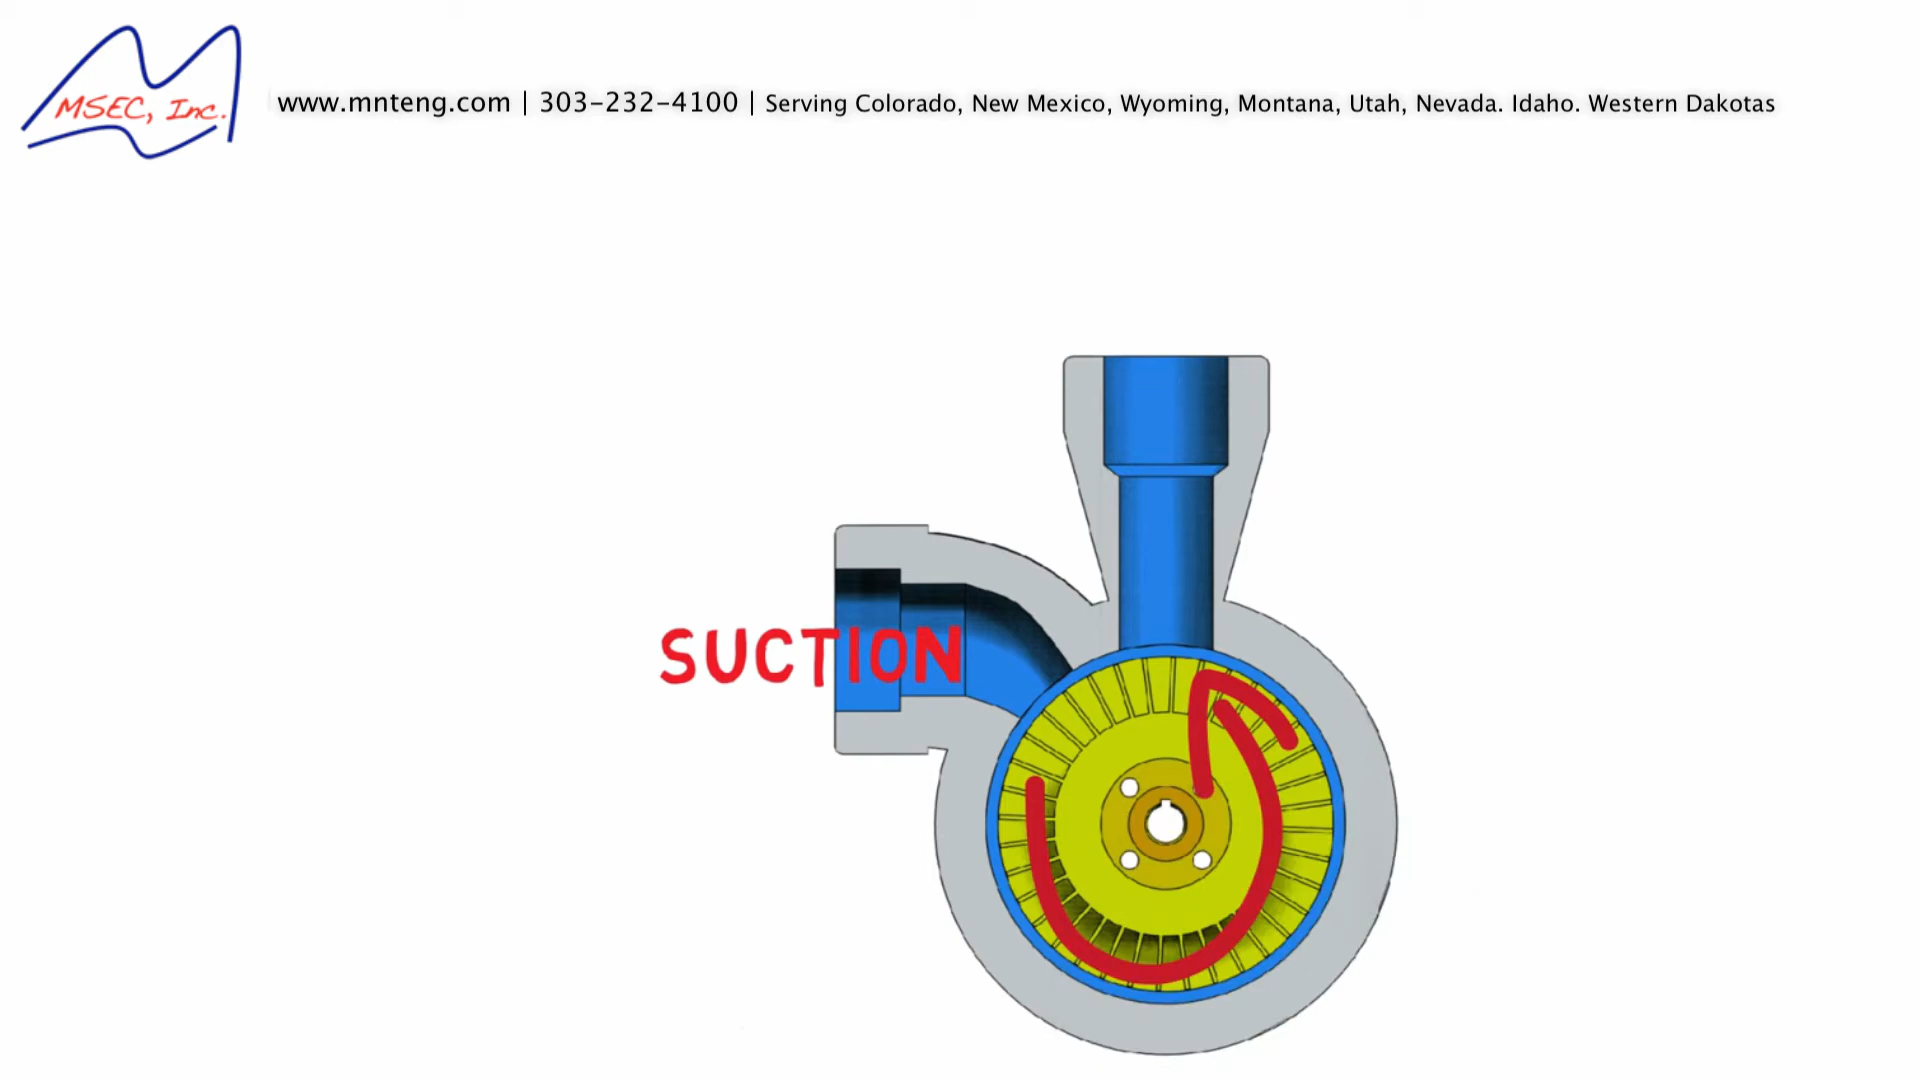 MSEC, Inc.
www.mnteng.com | 303-232-4100 | Serving Colorado, New Mexico, Wyoming, Montana, Utah, Nevada. Idaho. Western Dakotas
SUCTION